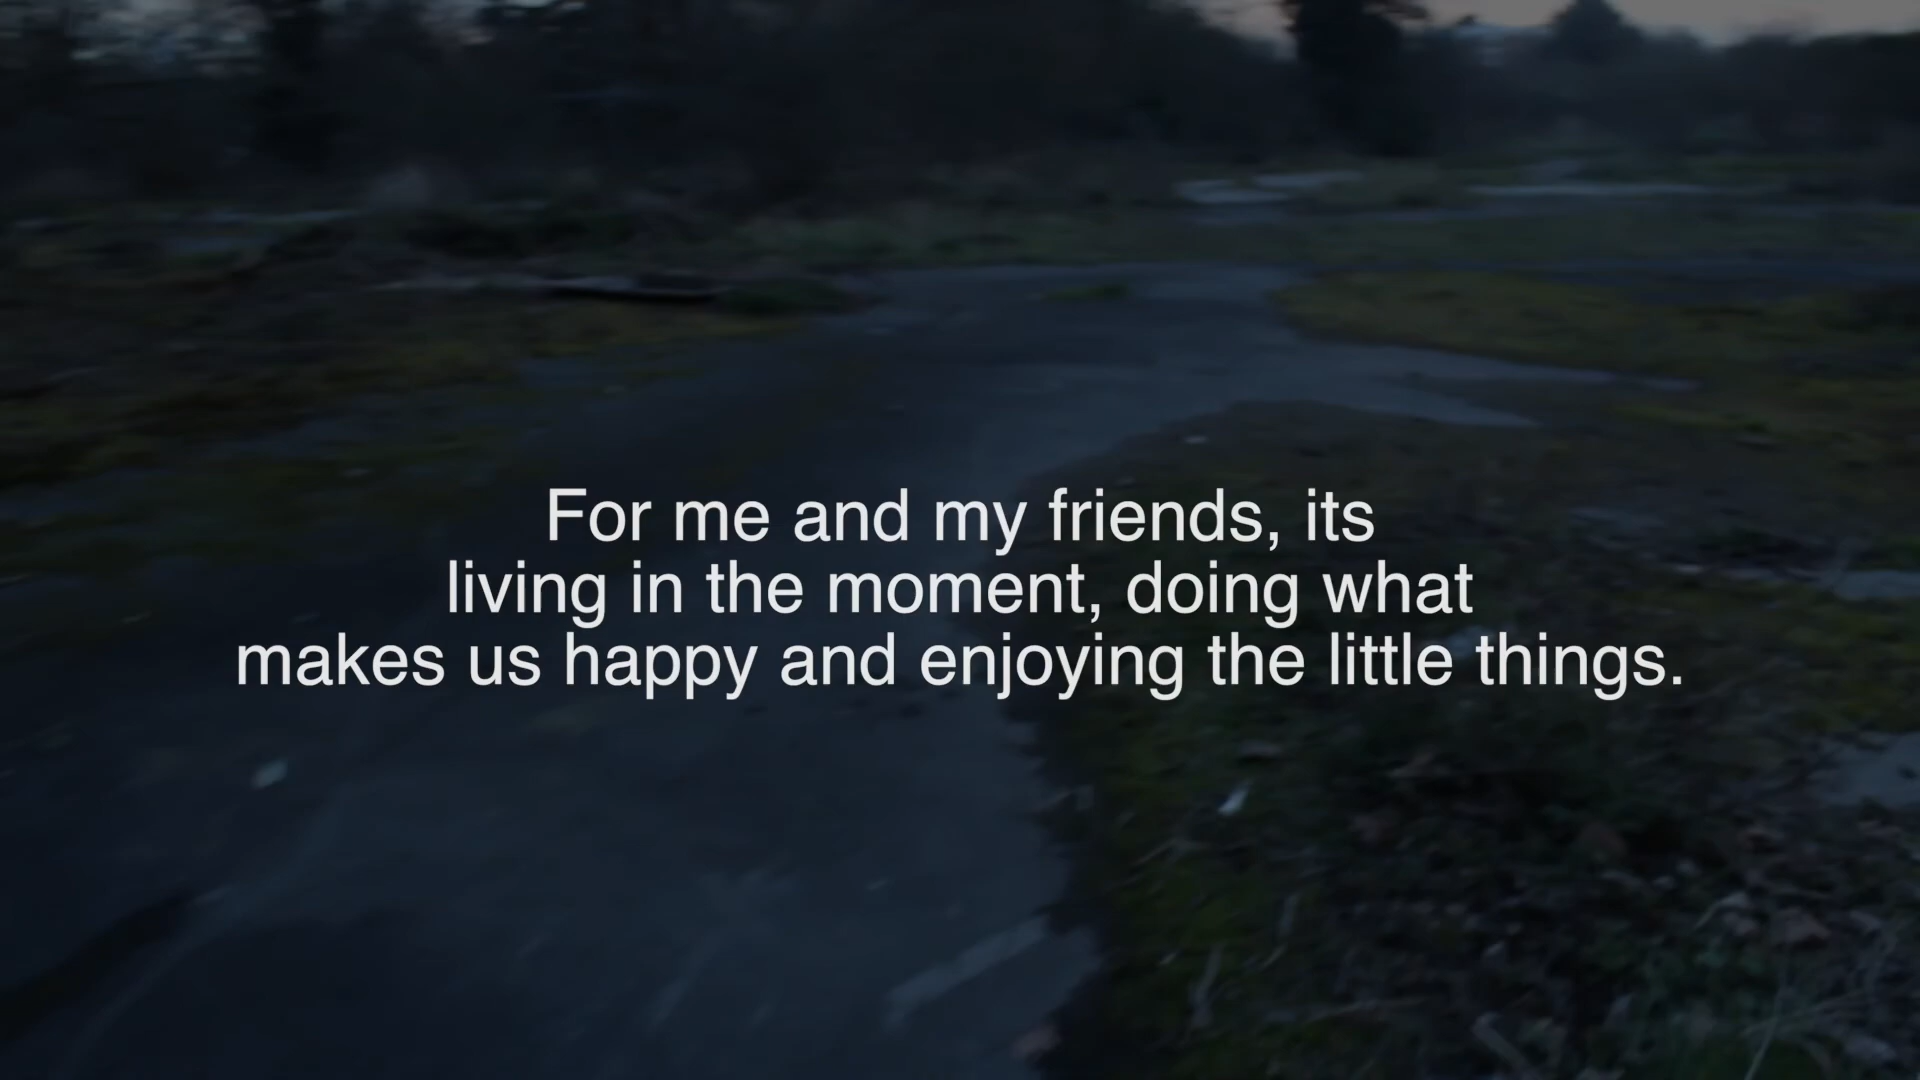 For me and my friends, its
living in the moment, doing what
makes us happy and enjoying the little things.